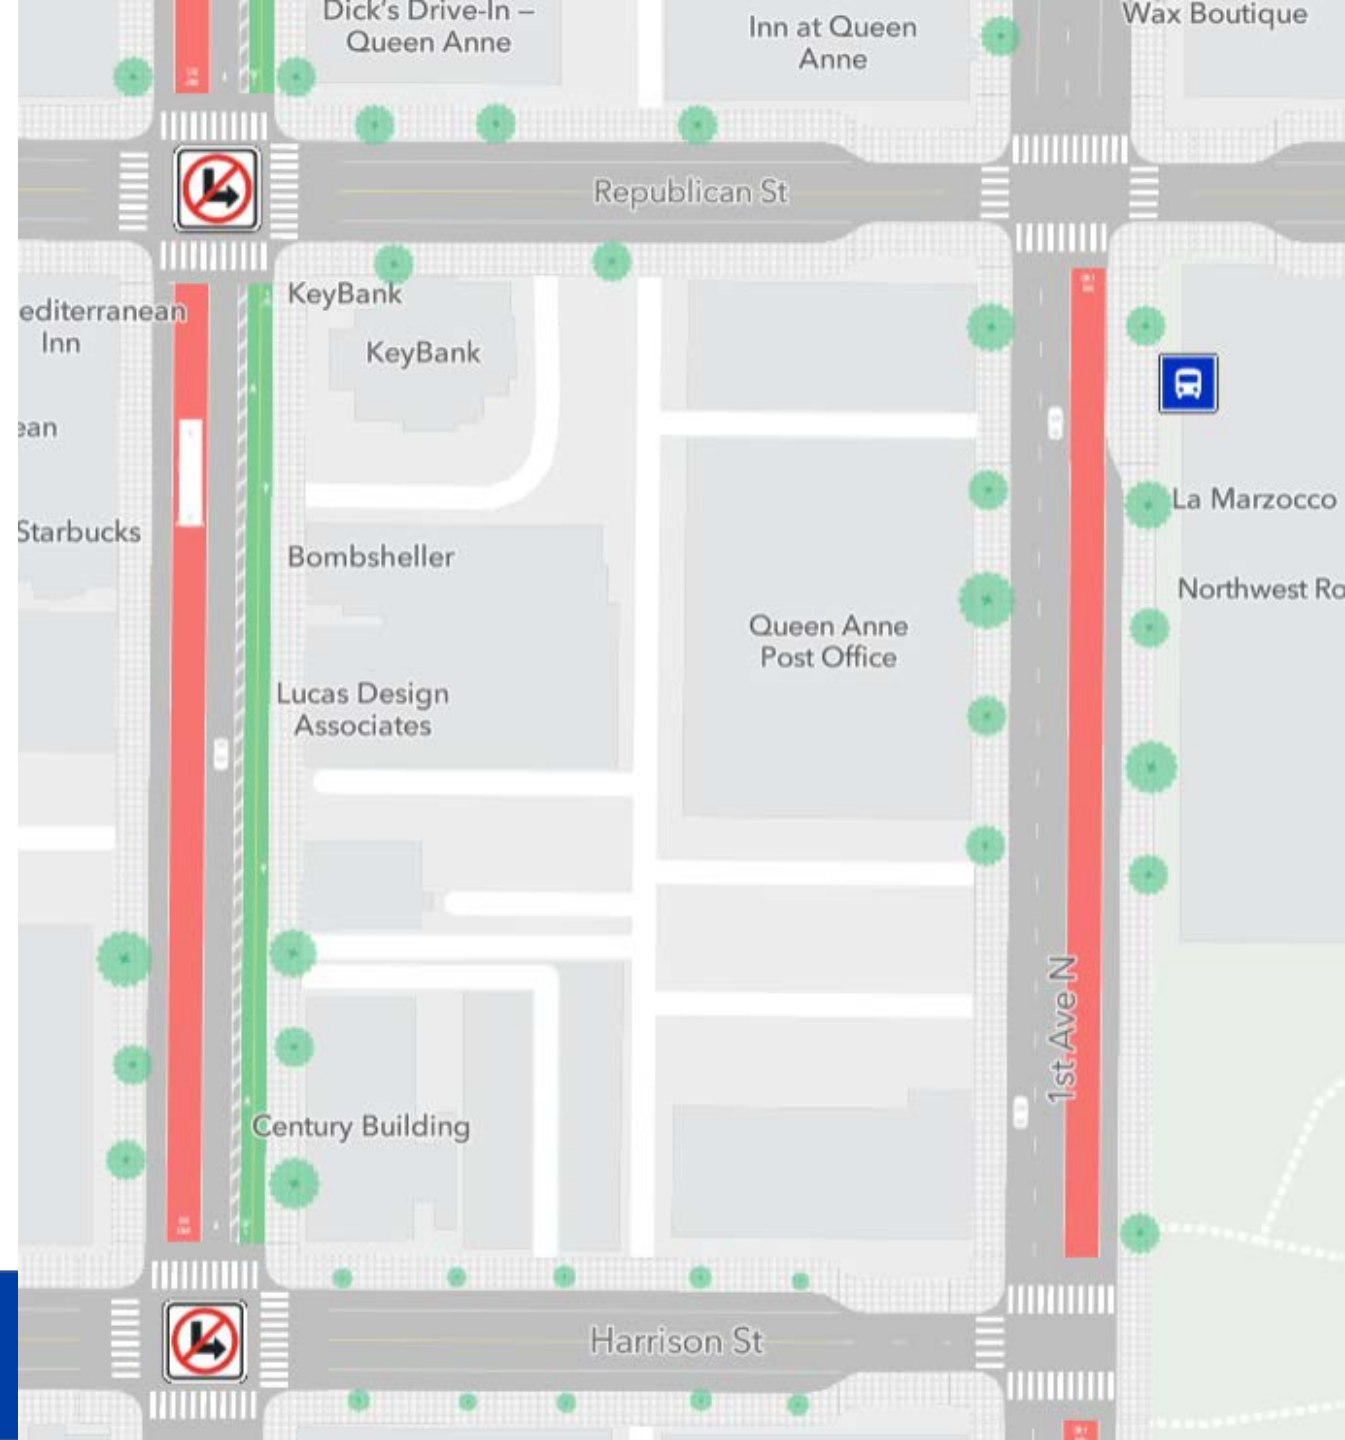 Dick's Drive-In –
Queen Anne
Inn at Queen
Anne
Wax Boutique
Republican St
KeyBank
editerranean
Inn
KeyBank
ean
Starbucks
Bombsheller
La Marzocco
Northwest Ro
Queen Anne
Post Office
Lucas Design
Associates
1st Ave N
Century Building
Harrison St